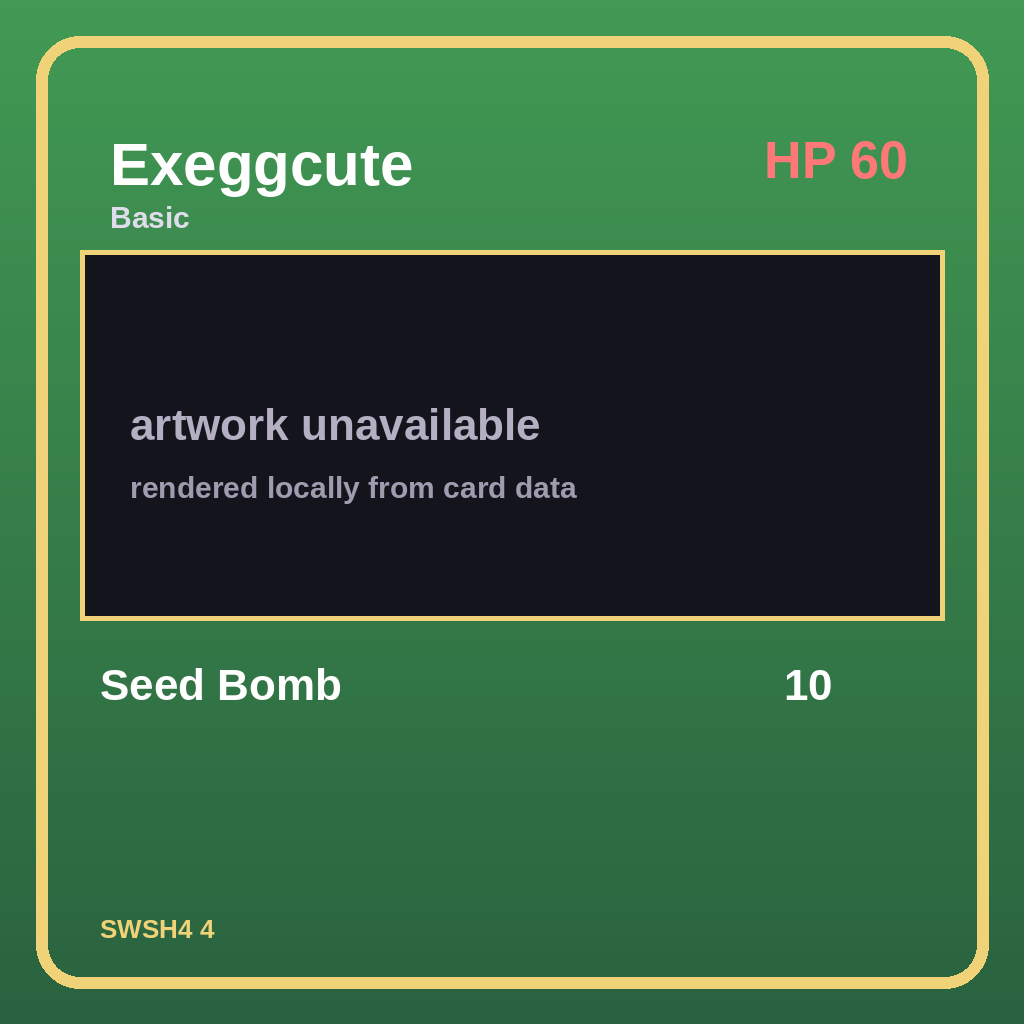 Exeggcute
HP 60
Basic
artwork unavailable
rendered locally from card data
Seed Bomb
10
SWSH4 4